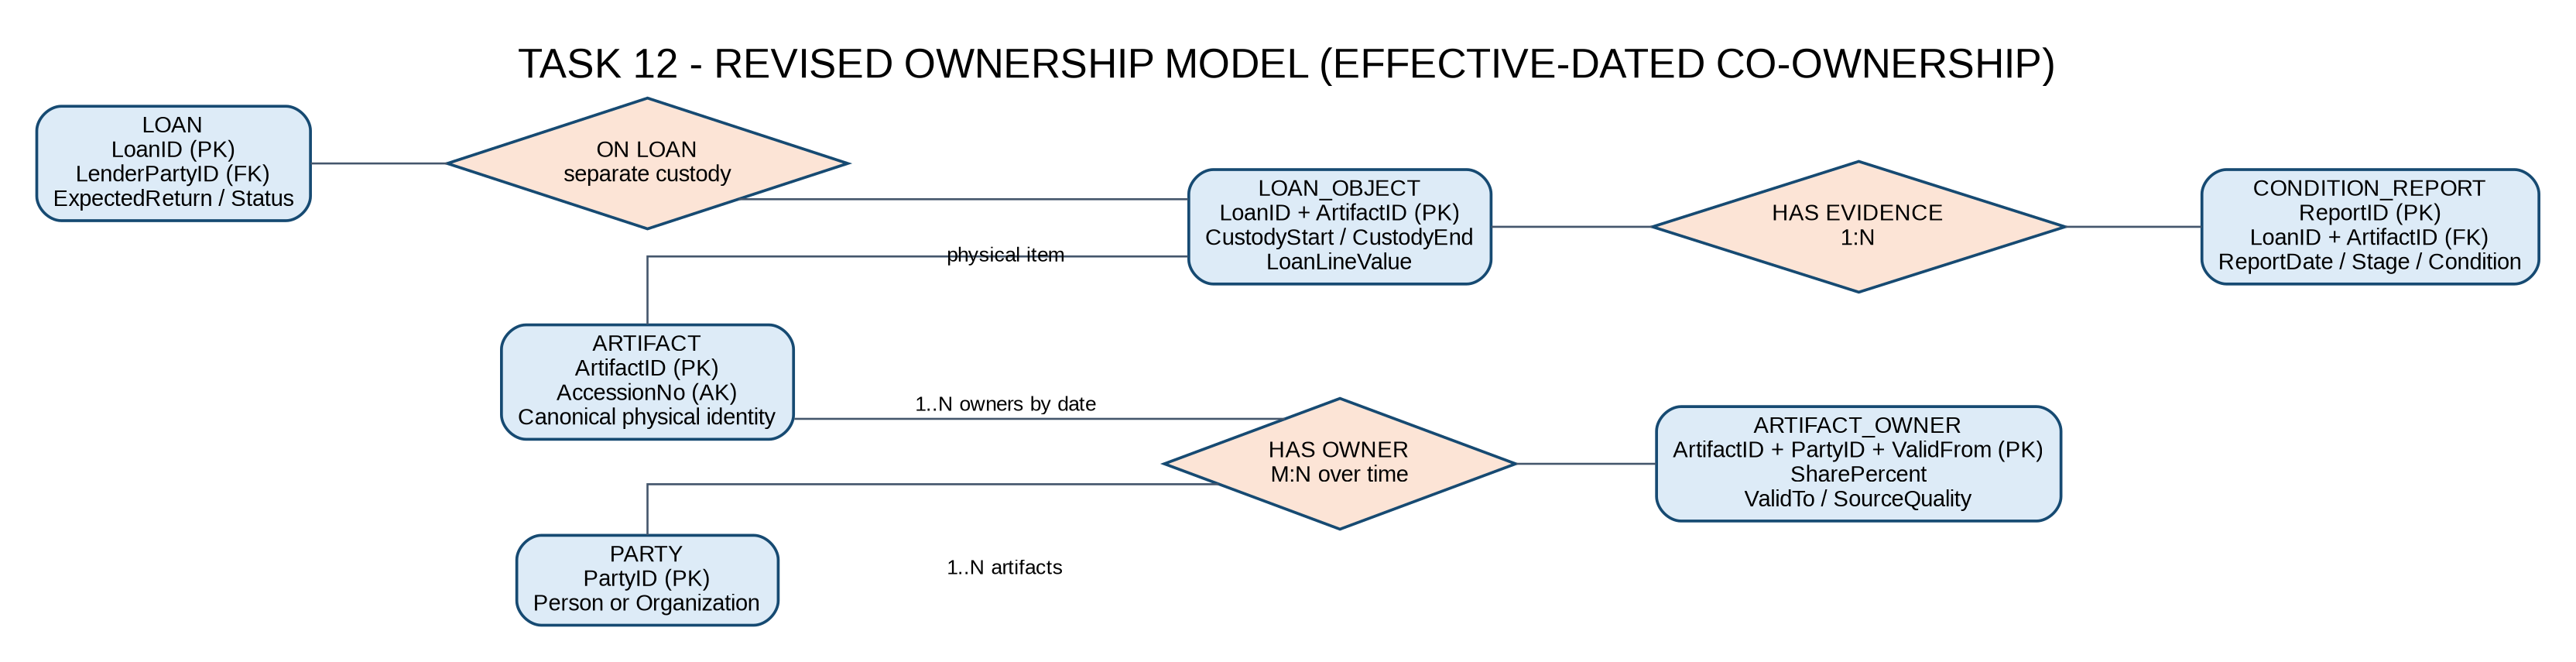 TASK 12 - REVISED OWNERSHIP MODEL (EFFECTIVE-DATED CO-OWNERSHIP)
LOAN
LoanID (PK)
LenderPartyID (FK)
ExpectedReturn / Status
ON LOAN
separate custody
LOAN_OBJECT
LoanID + ArtifactID (PK)
CustodyStart / CustodyEnd
LoanLineValue
HAS EVIDENCE
1:N
CONDITION_REPORT
ReportID (PK)
LoanID + ArtifactID (FK)
ReportDate / Stage / Condition
physical item
ARTIFACT
ArtifactID (PK)
AccessionNo (AK)
Canonical physical identity
1..N owners by date
HAS OWNER
M:N over time
ARTIFACT_OWNER
ArtifactID + PartyID + ValidFrom (PK)
SharePercent
ValidTo / SourceQuality
PARTY
PartyID (PK)
Person or Organization
1..N artifacts